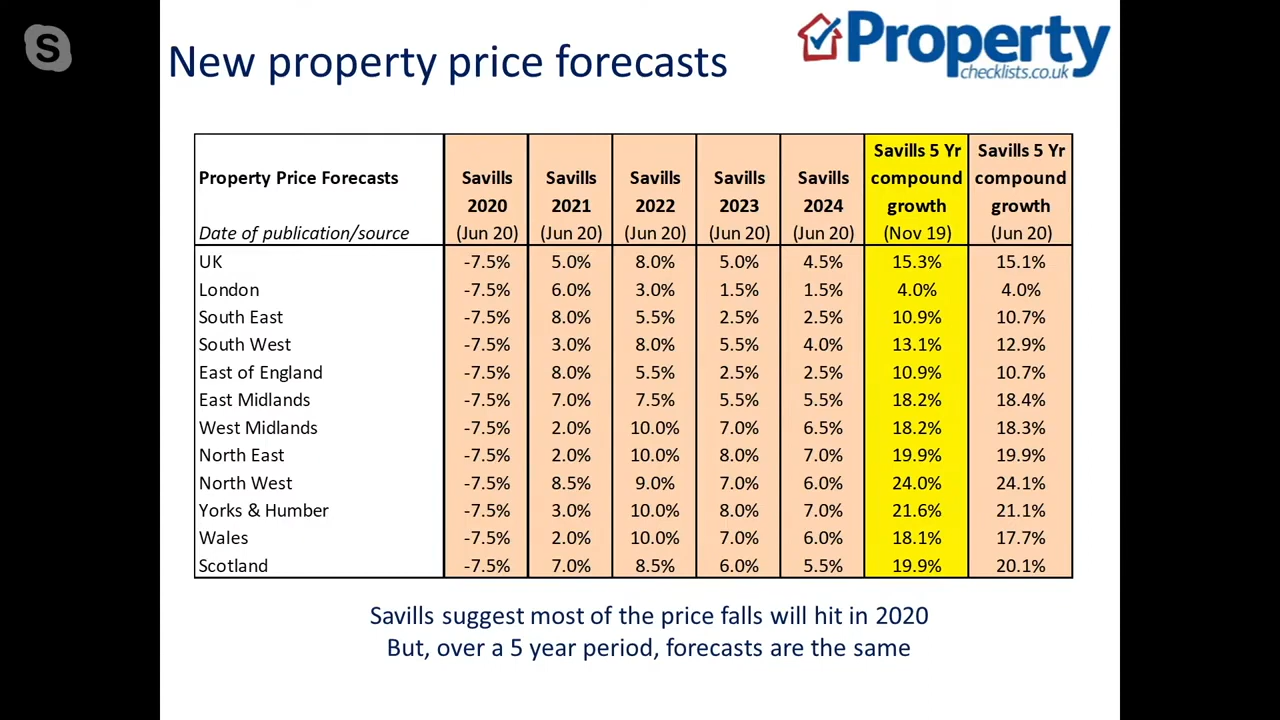 S
New property price forecasts
Property
checklists.co.uk
Property Price Forecasts
Date of publication/source
Savills 2020 (Jun 20)
Savills 2021 (Jun 20)
Savills 2022 (Jun 20)
Savills 2023 (Jun 20)
Savills 2024 (Jun 20)
Savills 5 Yr compound growth (Nov 19)
Savills 5 Yr compound growth (Jun 20)
UK -7.5% 5.0% 8.0% 5.0% 4.5% 15.3% 15.1%
London -7.5% 6.0% 3.0% 1.5% 1.5% 4.0% 4.0%
South East -7.5% 8.0% 5.5% 2.5% 2.5% 10.9% 10.7%
South West -7.5% 3.0% 8.0% 5.5% 4.0% 13.1% 12.9%
East of England -7.5% 8.0% 5.5% 2.5% 2.5% 10.9% 10.7%
East Midlands -7.5% 7.0% 7.5% 5.5% 5.5% 18.2% 18.4%
West Midlands -7.5% 2.0% 10.0% 7.0% 6.5% 18.2% 18.3%
North East -7.5% 2.0% 10.0% 8.0% 7.0% 19.9% 19.9%
North West -7.5% 8.5% 9.0% 7.0% 6.0% 24.0% 24.1%
Yorks & Humber -7.5% 3.0% 10.0% 8.0% 7.0% 21.6% 21.1%
Wales -7.5% 2.0% 10.0% 7.0% 6.0% 18.1% 17.7%
Scotland -7.5% 7.0% 8.5% 6.0% 5.5% 19.9% 20.1%
Savills suggest most of the price falls will hit in 2020
But, over a 5 year period, forecasts are the same